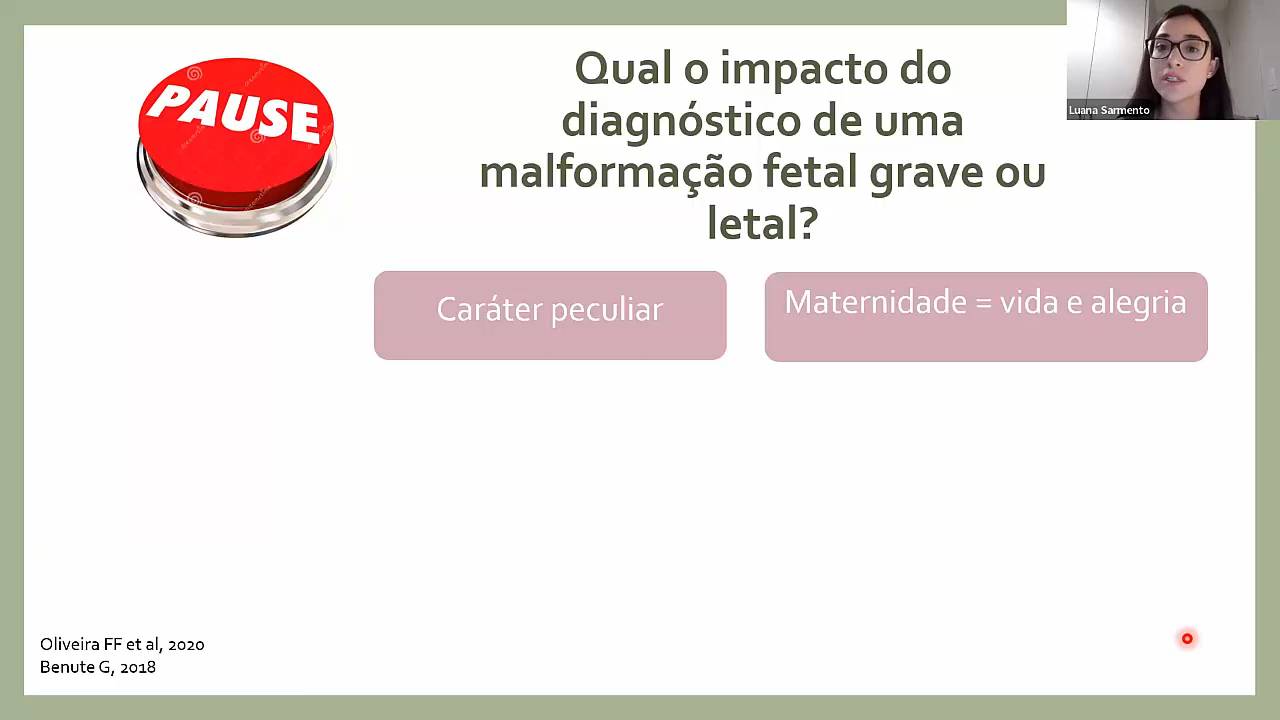 PAUSE
Qual o impacto do
diagnóstico de uma
malformação fetal grave ou
letal?
Luana Sarmento
Caráter peculiar
Maternidade = vida e alegria
Oliveira FF et al, 2020
Benute G, 2018